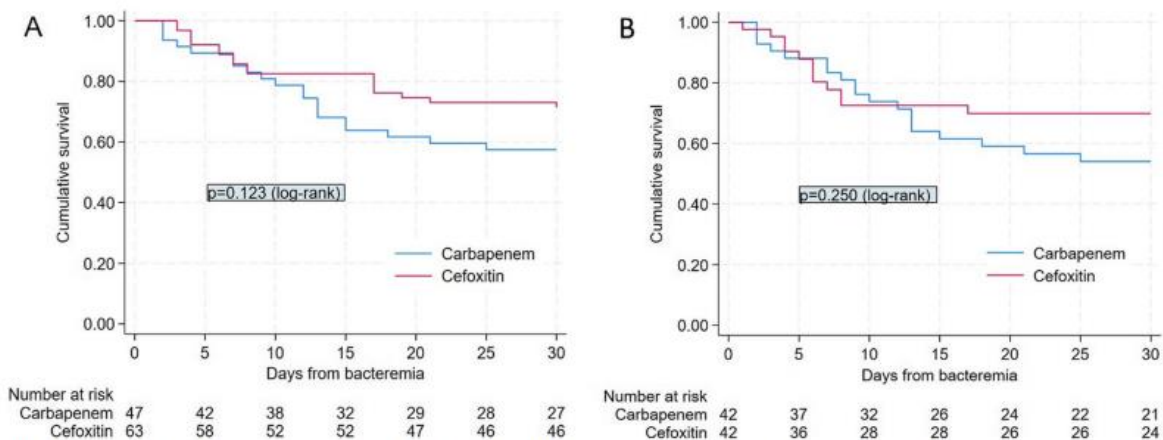 A
Cumulative survival
1.00
0.80
0.60
0.40
0.20
0.00
p=0.123 (log-rank)
Carbapenem
Cefoxitin
0 5 10 15 20 25 30
Days from bacteremia
Number at risk
Carbapenem 47 42 38 32 29 28 27
Cefoxitin 63 58 52 52 47 46 46
B
Cumulative survival
1.00
0.80
0.60
0.40
0.20
0.00
p=0.250 (log-rank)
Carbapenem
Cefoxitin
0 5 10 15 20 25 30
Days from bacteremia
Number at risk
Carbapenem 42 37 32 26 24 22 21
Cefoxitin 42 36 28 28 26 26 24